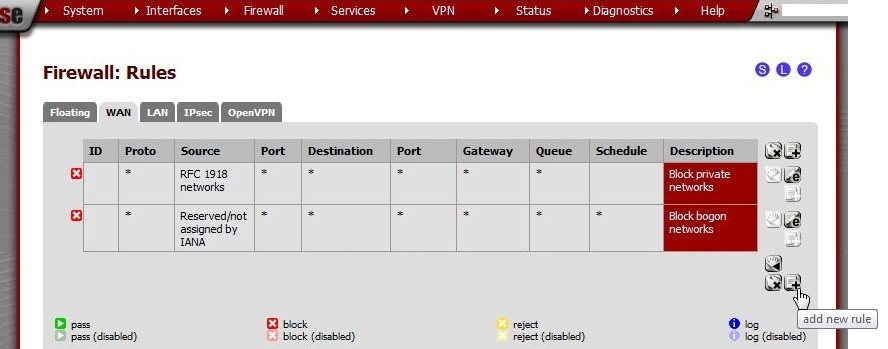 se System Interfaces Firewall Services VPN Status Diagnostics Help
Firewall: Rules
S L ?
Floating WAN LAN IPsec OpenVPN
ID Proto Source Port Destination Port Gateway Queue Schedule Description
* RFC 1918 * * * * * Block private
networks networks
* Reserved/not * * * * * * Block bogon
assigned by networks
IANA
add new rule
pass block reject log
pass (disabled) block (disabled) reject (disabled) log (disabled)